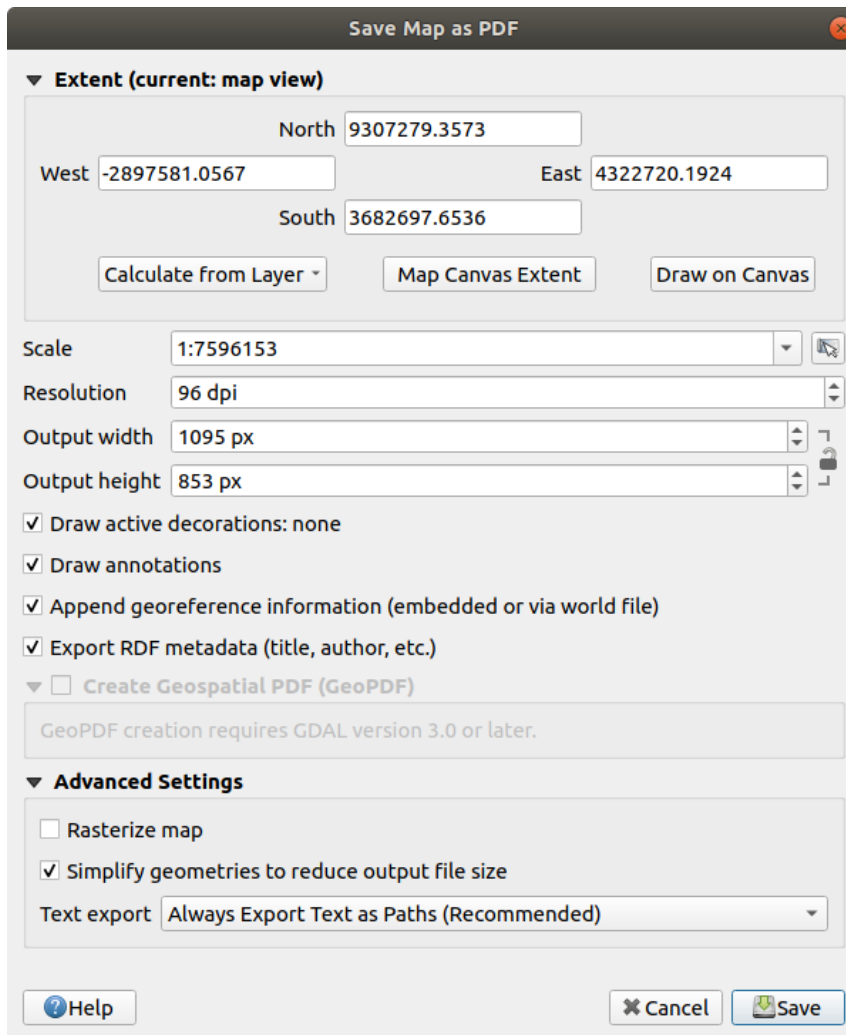 Save Map as PDF
Extent (current: map view)
North 9307279.3573
West -2897581.0567 East 4322720.1924
South 3682697.6536
Calculate from Layer Map Canvas Extent Draw on Canvas
Scale 1:7596153
Resolution 96 dpi
Output width 1095 px
Output height 853 px
Draw active decorations: none
Draw annotations
Append georeference information (embedded or via world file)
Export RDF metadata (title, author, etc.)
Create Geospatial PDF (GeoPDF)
GeoPDF creation requires GDAL version 3.0 or later.
Advanced Settings
Rasterize map
Simplify geometries to reduce output file size
Text export Always Export Text as Paths (Recommended)
Help Cancel Save